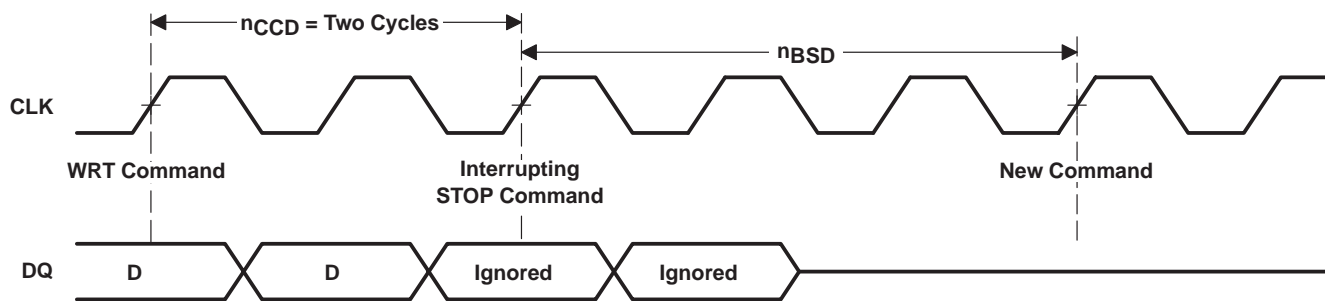 nCCD = Two Cycles
nBSD
CLK
WRT Command
Interrupting
STOP Command
New Command
DQ
D
D
Ignored
Ignored